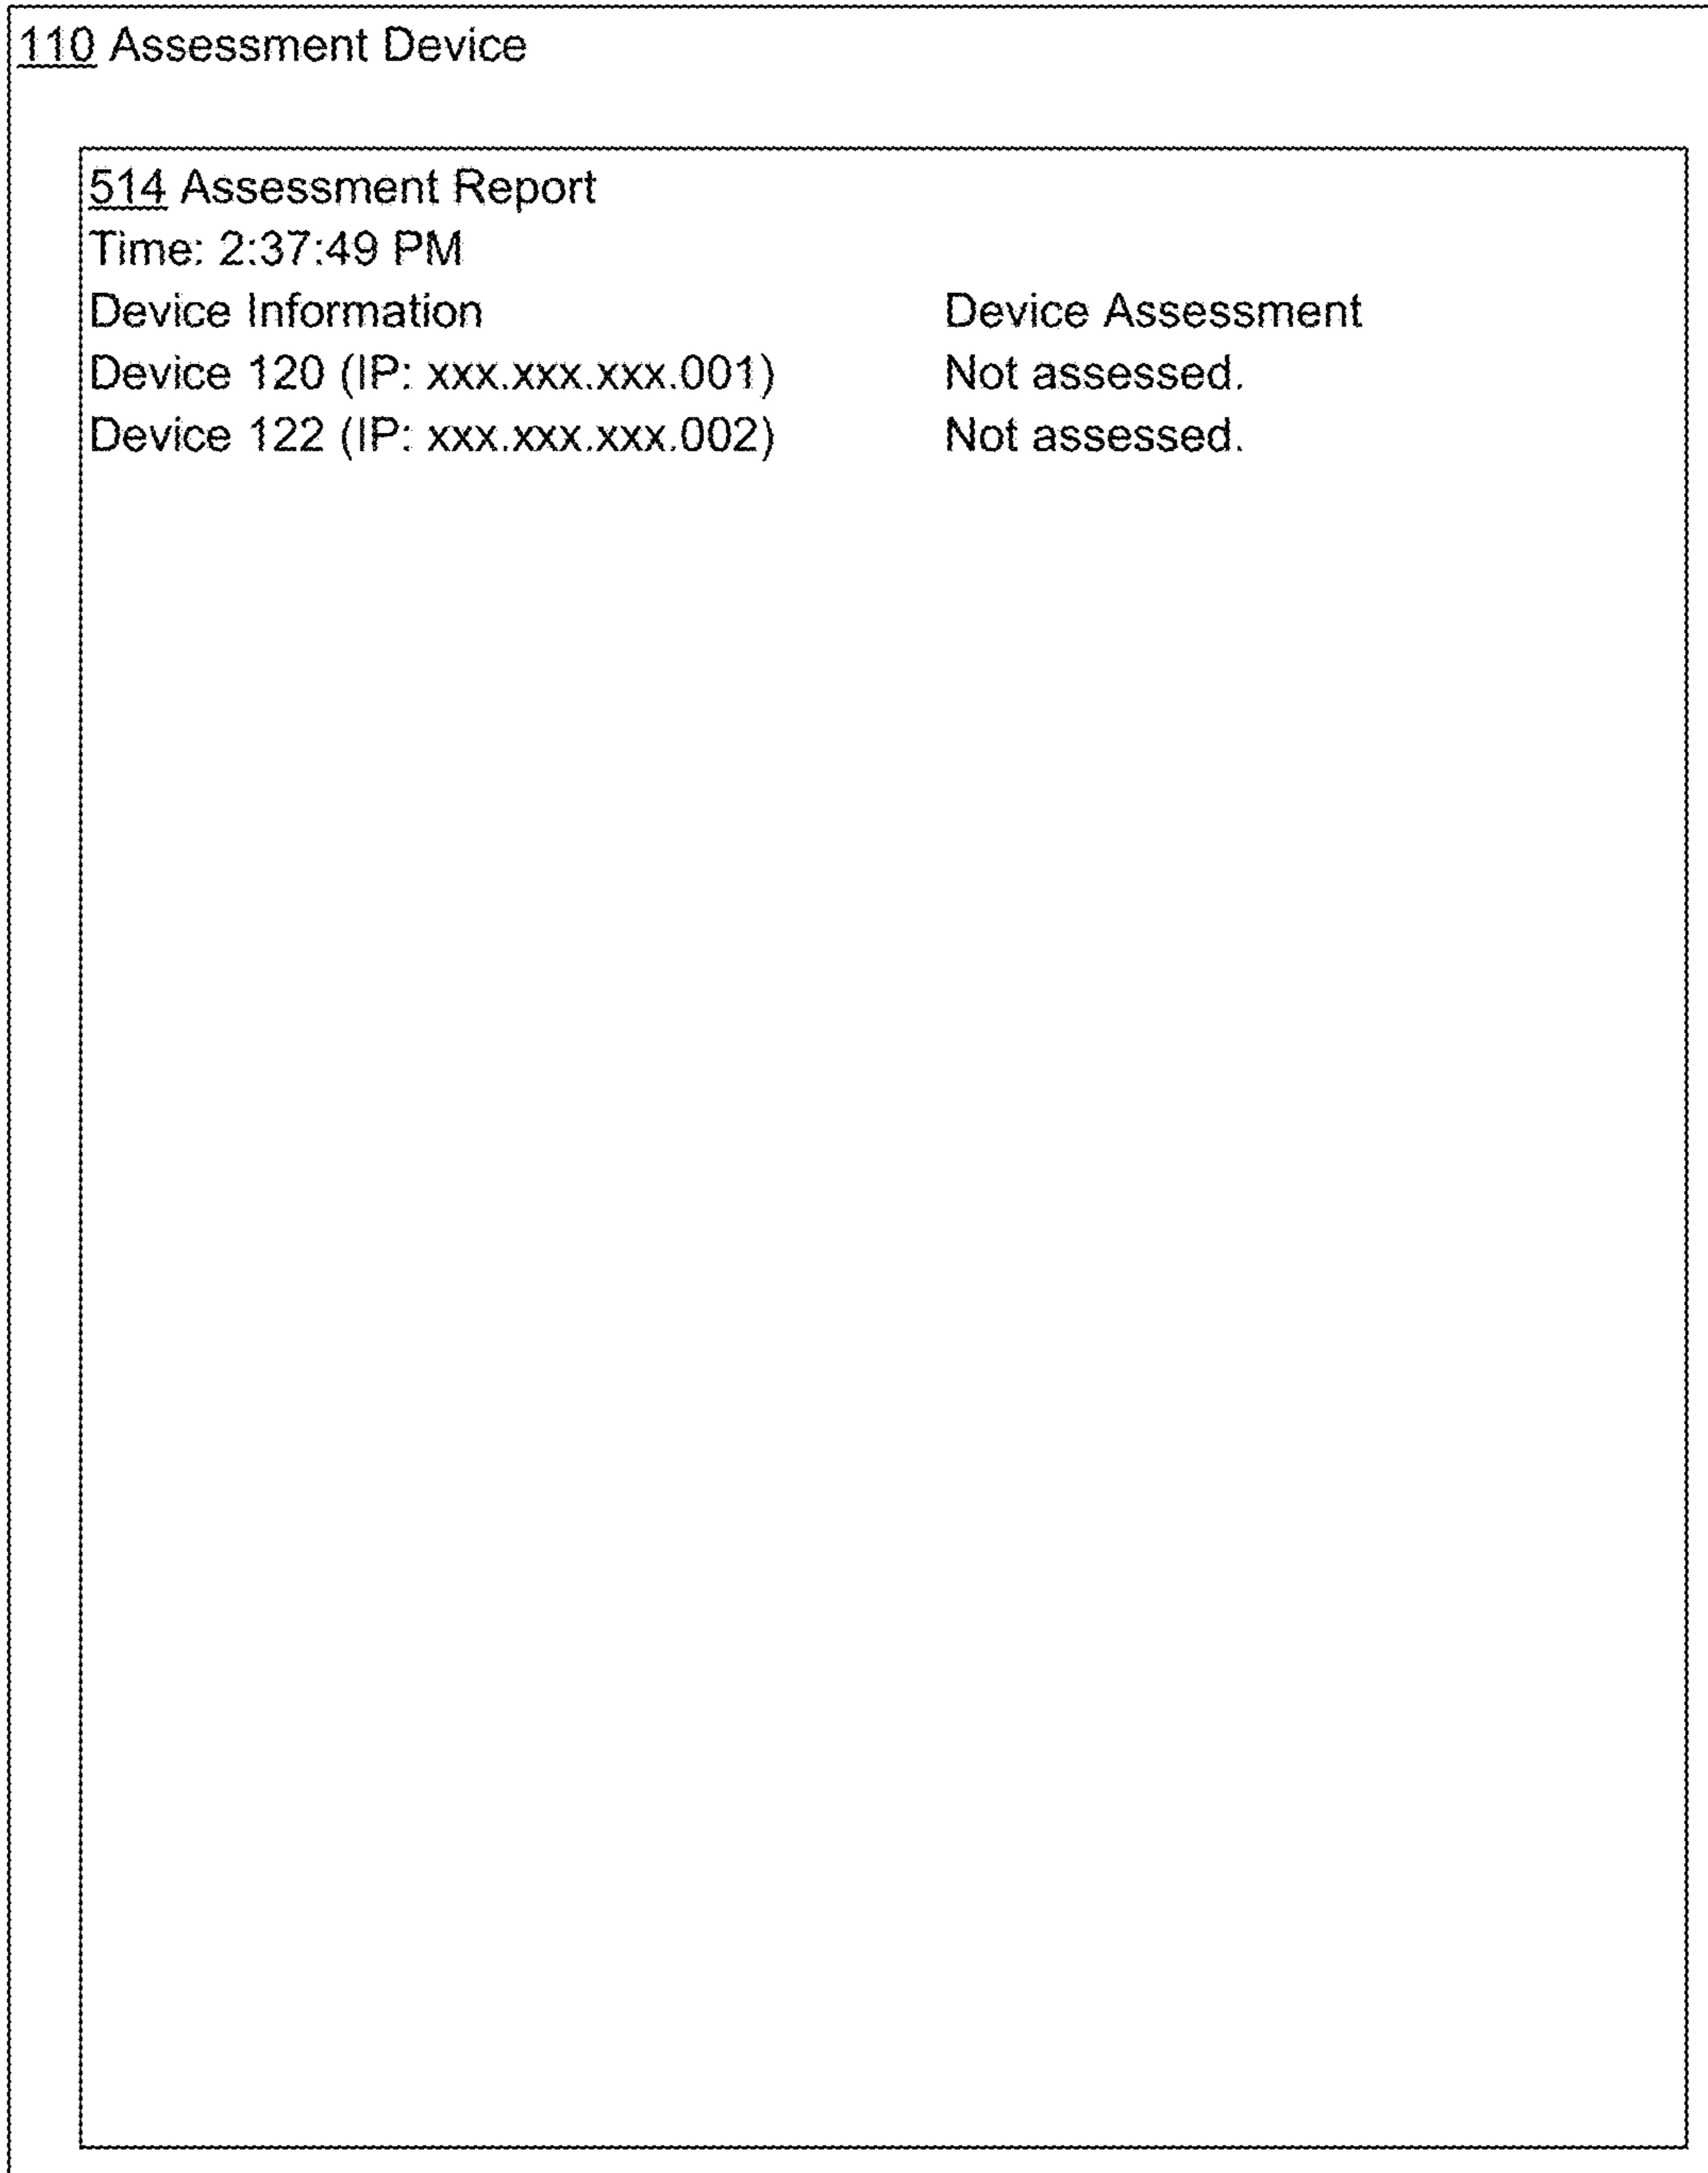 110 Assessment Device
514 Assessment Report
Time: 2:37:49 PM
Device Information Device Assessment
Device 120 (IP: xxx.xxx.xxx.001) Not assessed.
Device 122 (IP: xxx.xxx.xxx.002) Not assessed.